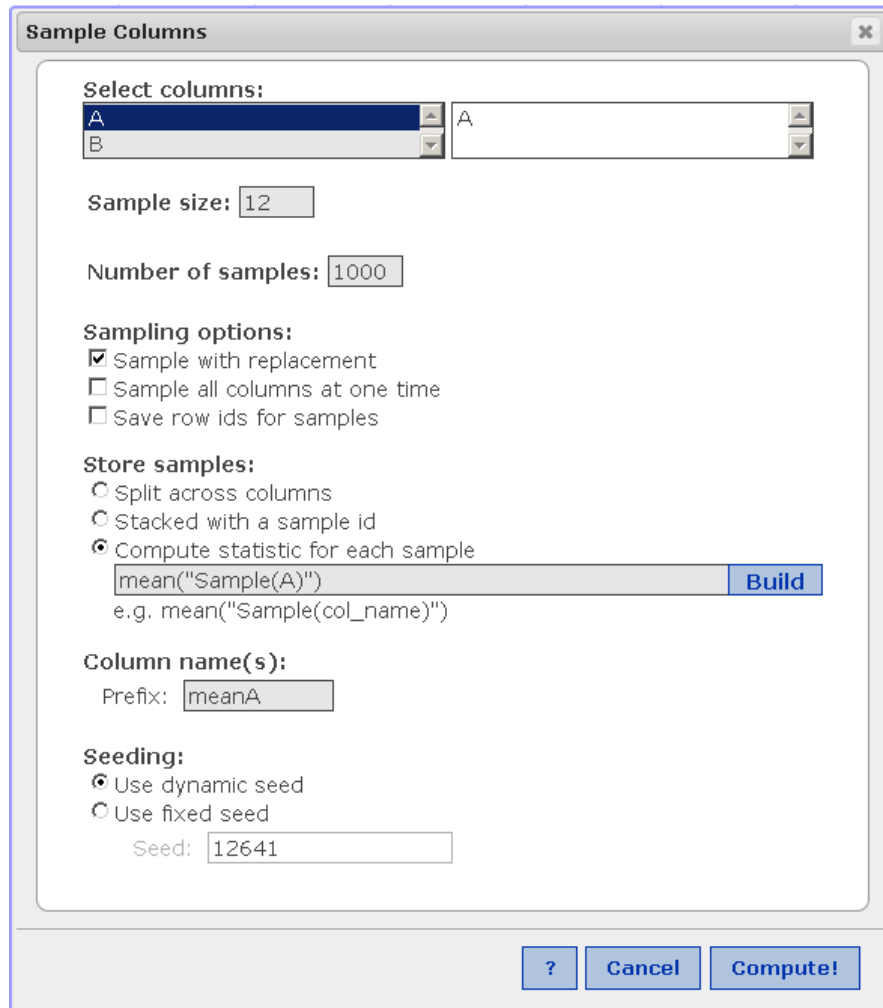 Sample Columns
Select columns:
A A
B
Sample size: 12
Number of samples: 1000
Sampling options:
Sample with replacement
Sample all columns at one time
Save row ids for samples
Store samples:
Split across columns
Stacked with a sample id
Compute statistic for each sample
mean("Sample(A)") Build
e.g. mean("Sample(col_name)")
Column name(s):
Prefix: meanA
Seeding:
Use dynamic seed
Use fixed seed
Seed: 12641
? Cancel Compute!